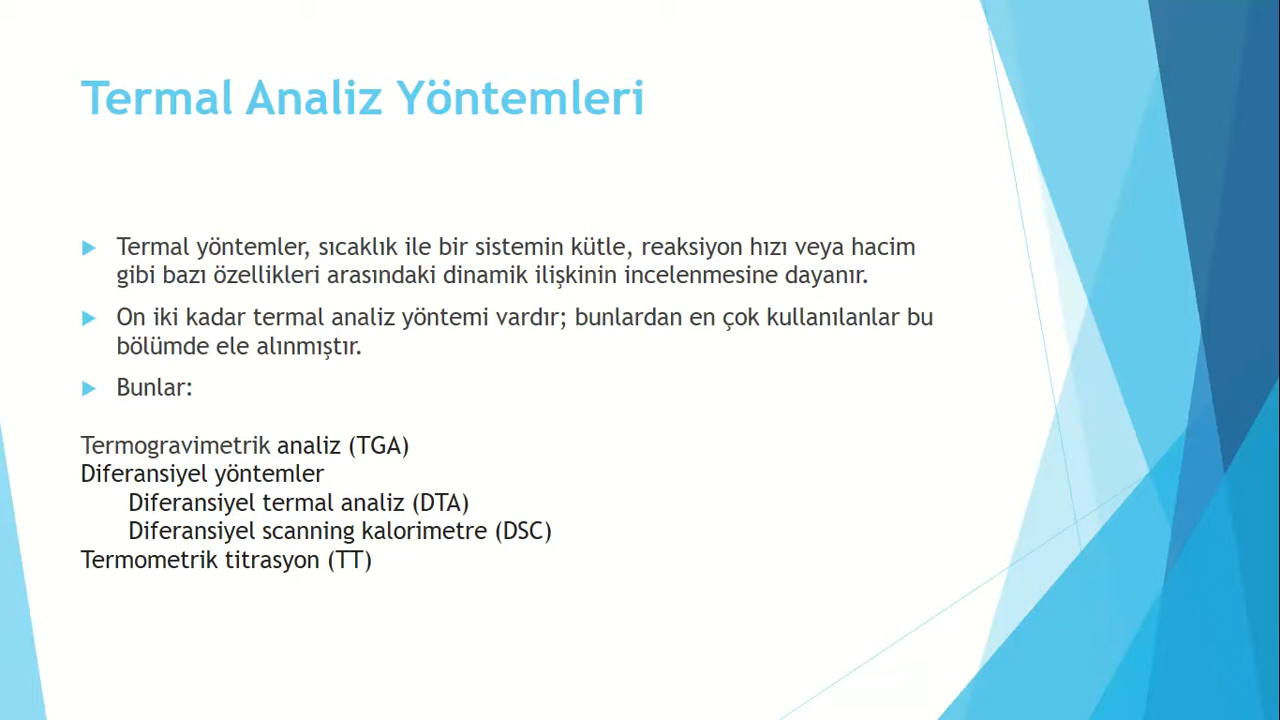 Termal Analiz Yöntemleri
Termal yöntemler, sıcaklık ile bir sistemin kütle, reaksiyon hızı veya hacim
gibi bazı özellikleri arasındaki dinamik ilişkinin incelenmesine dayanır.
On iki kadar termal analiz yöntemi vardır; bunlardan en çok kullanılanlar bu
bölümde ele alınmıştır.
Bunlar:
Termogravimetrik analiz (TGA)
Diferansiyel yöntemler
Diferansiyel termal analiz (DTA)
Diferansiyel scanning kalorimetre (DSC)
Termometrik titrasyon (TT)